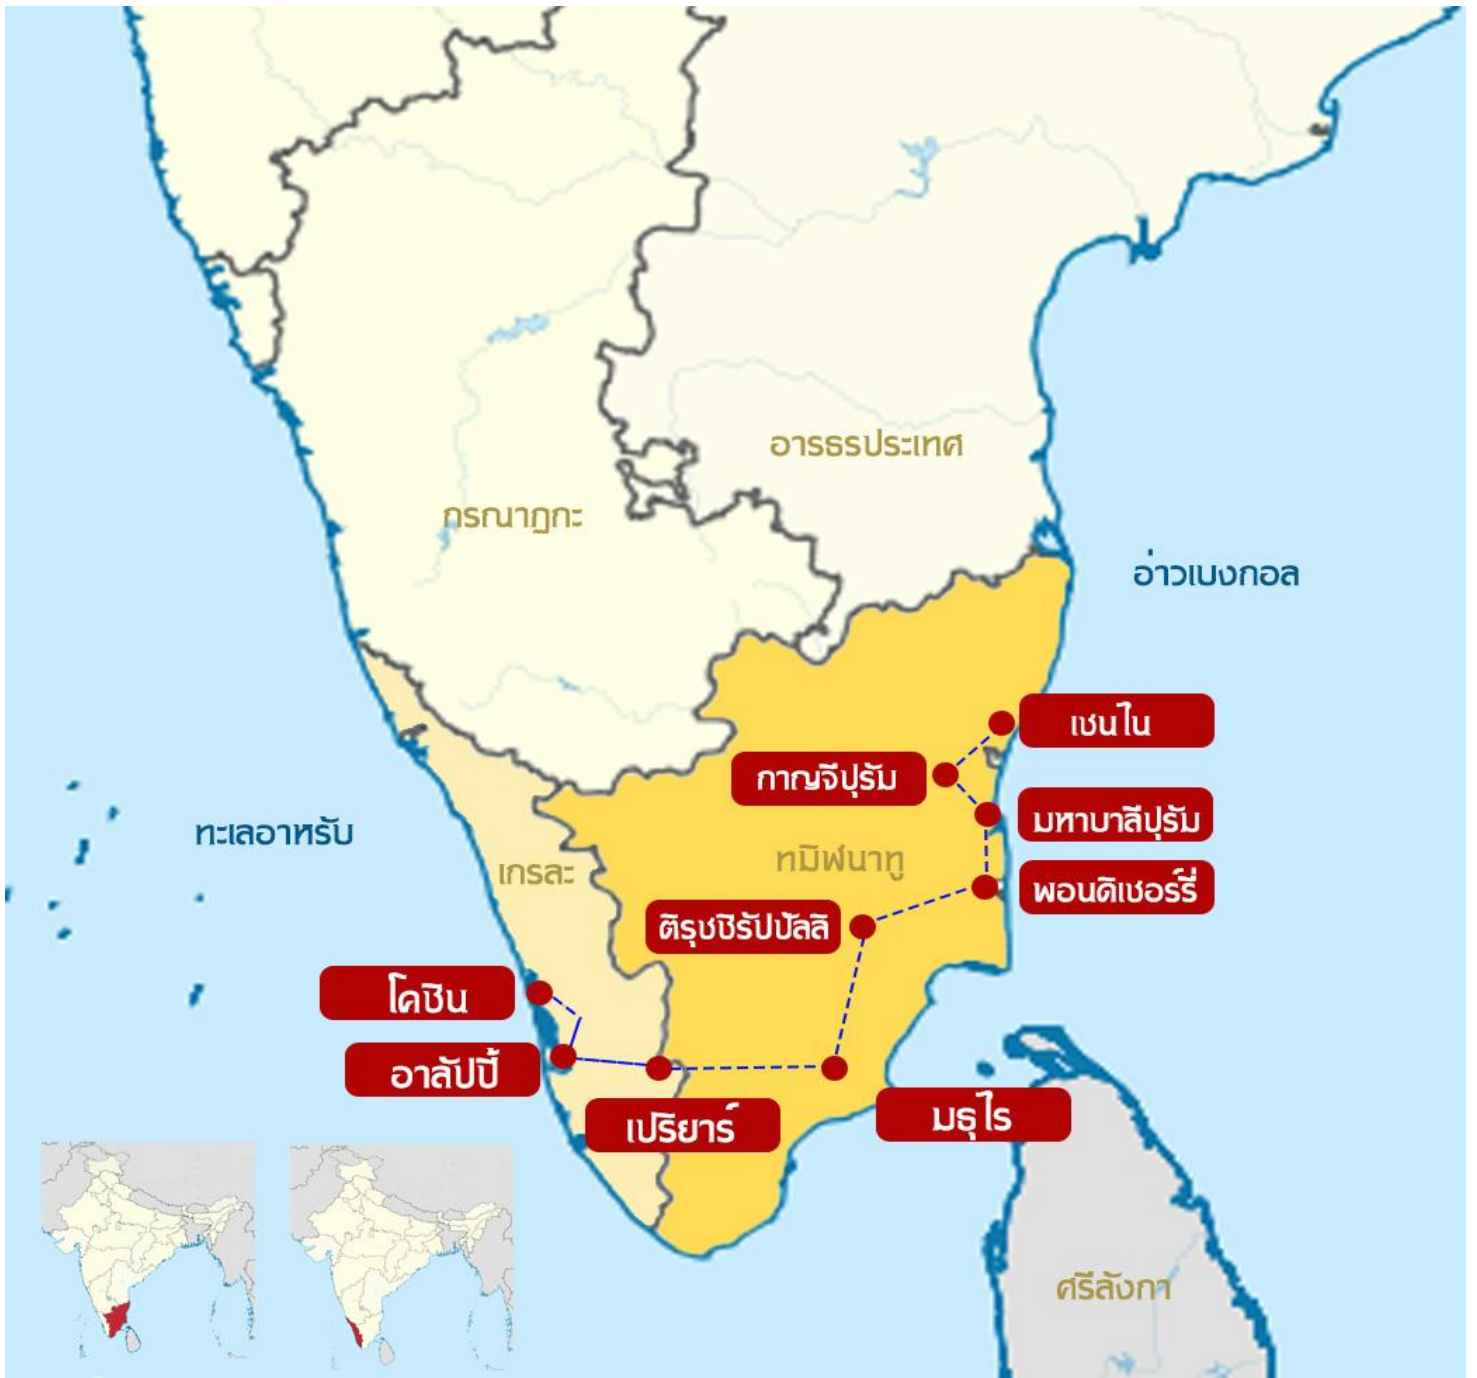 อารธรประเทศ
กรณาฏกะ
อ่าวเบงกอล
เชนไน
กาญจีปุรัม
มหาบาลีปุรัม
ทะเลอาหรับ
ทมิฬนาทู
เกรละ
พอนดิเชอร์รี่
ติรุชชิรัปปัลลิ
โคชิน
อาลัปปี้
เปริยาร์
มธุไร
ศรีลังกา